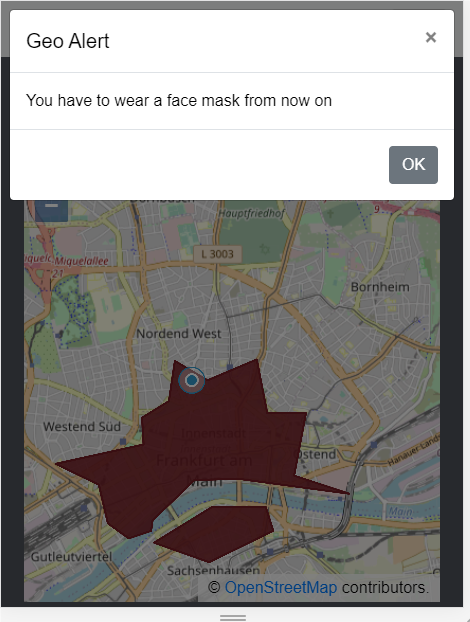 Geo Alert
×
You have to wear a face mask from now on
OK
−
Dornbusch
Hauptfriedhof
L 3003
Miquelallee
Bornheim
Nordend West
Westend Süd
Innenstadt
Ostend
Frankfurt am
Main
Hanauer Land
Gutleutviertel
Sachsenhausen
© OpenStreetMap contributors.